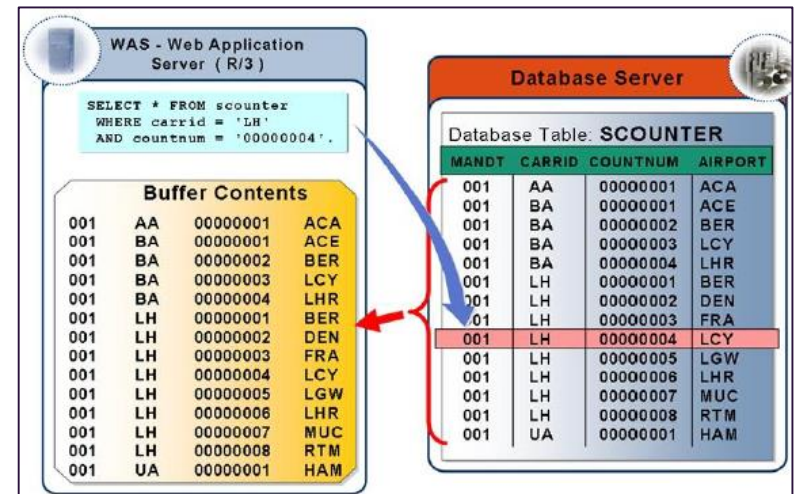 WAS - Web Application
Server ( R/3 )
SELECT * FROM scounter
WHERE carrid = 'LH'
AND countnum = '00000004'.
Buffer Contents
001 AA 00000001 ACA
001 BA 00000001 ACE
001 BA 00000002 BER
001 BA 00000003 LCY
001 BA 00000004 LHR
001 LH 00000001 BER
001 LH 00000002 DEN
001 LH 00000003 FRA
001 LH 00000004 LCY
001 LH 00000005 LGW
001 LH 00000006 LHR
001 LH 00000007 MUC
001 LH 00000008 RTM
001 UA 00000001 HAM
Database Server
Database Table: SCOUNTER
MANDT CARRID COUNTNUM AIRPORT
001 AA 00000001 ACA
001 BA 00000001 ACE
001 BA 00000002 BER
001 BA 00000003 LCY
001 BA 00000004 LHR
001 LH 00000001 BER
001 LH 00000002 DEN
001 LH 00000003 FRA
001 LH 00000004 LCY
001 LH 00000005 LGW
001 LH 00000006 LHR
001 LH 00000007 MUC
001 LH 00000008 RTM
001 UA 00000001 HAM